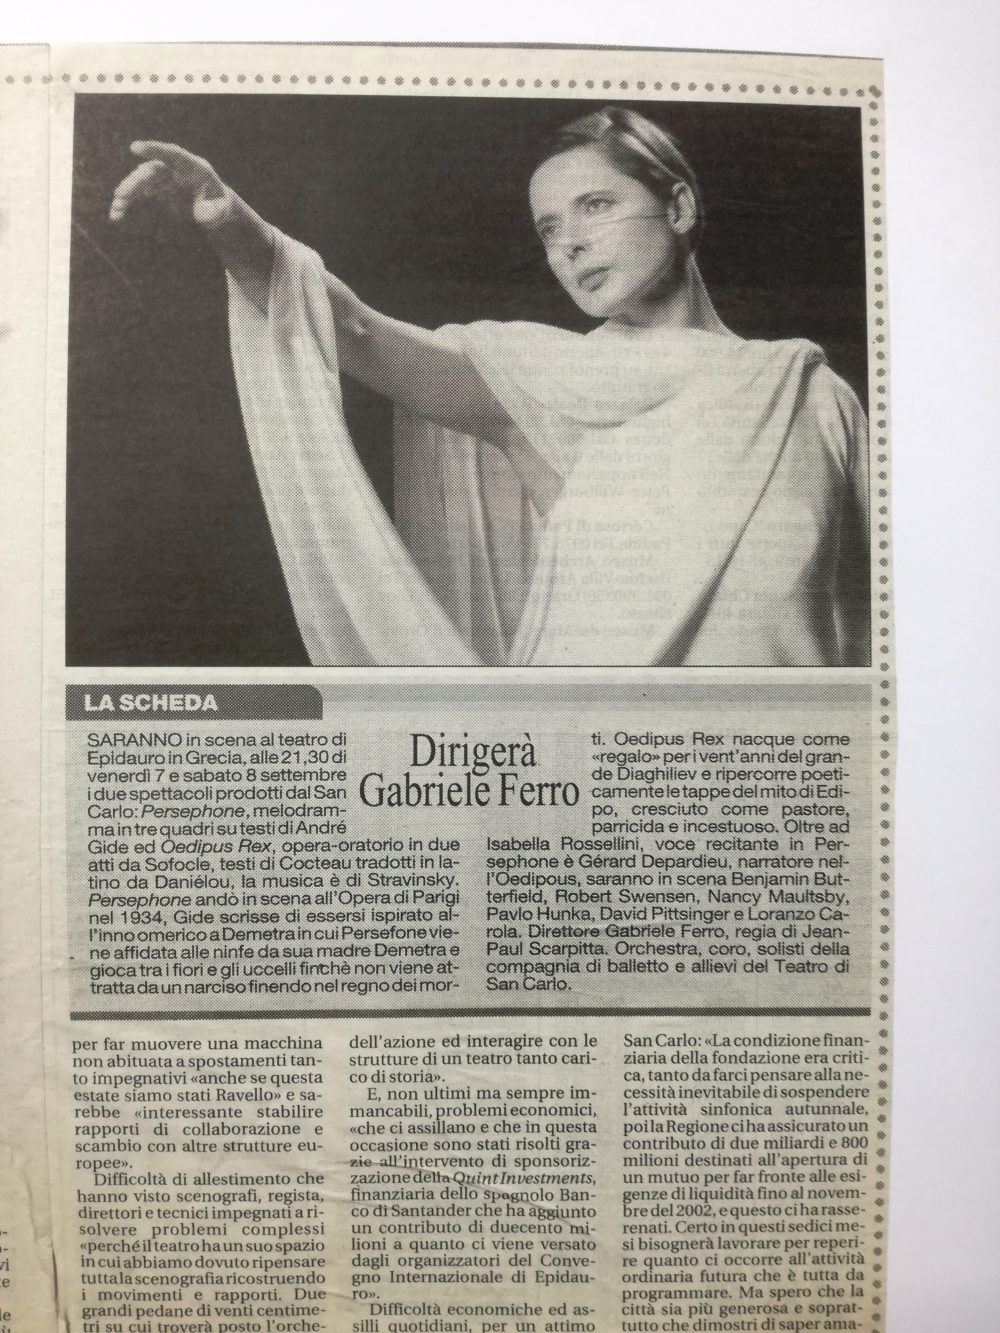 LA SCHEDA
Dirigerà
Gabriele Ferro
SARANNO in scena al teatro di
Epidauro in Grecia, alle 21,30 di
venerdì 7 e sabato 8 settembre
i due spettacoli prodotti dal San
Carlo: Persephone, melodram-
ma in tre quadri su testi di André
Gide ed Oedipus Rex, opera-oratorio in due
atti da Sofocle, testi di Cocteau tradotti in la-
tino da Daniélou, la musica è di Stravinsky.
Persephone andò in scena all'Opera di Parigi
nel 1934, Gide scrisse di essersi ispirato al-
l'inno omerico a Demetra in cui Persefone vie-
ne affidata alle ninfe da sua madre Demetra e
gioca tra i fiori e gli uccelli finchè non viene at-
tratta da un narciso finendo nel regno dei mor-
ti. Oedipus Rex nacque come
«regalo» per i vent'anni del gran-
de Diaghiliev e ripercorre poeti-
camente le tappe del mito di Edi-
po, cresciuto come pastore,
parricida e incestuoso. Oltre ad
Isabella Rossellini, voce recitante in Per-
sephone è Gérard Depardieu, narratore nel-
l'Oedipous, saranno in scena Benjamin But-
terfield, Robert Swensen, Nancy Maultsby,
Pavlo Hunka, David Pittsinger e Loranzo Ca-
rola. Direttore Gabriele Ferro, regia di Jean-
Paul Scarpitta. Orchestra, coro, solisti della
compagnia di balletto e allievi del Teatro di
San Carlo.
per far muovere una macchina
non abituata a spostamenti tan-
to impegnativi «anche se questa
estate siamo stati Ravello» e sa-
rebbe «interessante stabilire
rapporti di collaborazione e
scambio con altre strutture eu-
ropee».
Difficoltà di allestimento che
hanno visto scenografi, regista,
direttori e tecnici impegnati a ri-
solvere problemi complessi
«perché il teatro ha un suo spazio
in cui abbiamo dovuto ripensare
tutta la scenografia ricostruendo
i movimenti e rapporti. Due
grandi pedane di venti centime-
tri su cui troverà posto l'orche-
dell'azione ed interagire con le
strutture di un teatro tanto cari-
co di storia».
E, non ultimi ma sempre im-
mancabili, problemi economici,
«che ci assillano e che in questa
occasione sono stati risolti gra-
zie all'intervento di sponsoriz-
zazione della Quint Investments,
finanziaria dello spagnolo Ban-
co di Santander che ha aggiunto
un contributo di duecento mi-
lioni a quanto ci viene versato
dagli organizzatori del Conve-
gno Internazionale di Epidau-
ro».
Difficoltà economiche ed as-
silli quotidiani, per un attimo
San Carlo: «La condizione finan-
ziaria della fondazione era criti-
ca, tanto da farci pensare alla ne-
cessità inevitabile di sospendere
l'attività sinfonica autunnale,
poi la Regione ci ha assicurato un
contributo di due miliardi e 800
milioni destinati all'apertura di
un mutuo per far fronte alle esi-
genze di liquidità fino al novem-
bre del 2002, e questo ci ha rasse-
renati. Certo in questi sedici me-
si bisognerà lavorare per reperi-
re quanto ci occorre all'attività
ordinaria futura che è tutta da
programmare. Ma spero che la
città sia più generosa e soprat-
tutto che dimostri di saper ama-